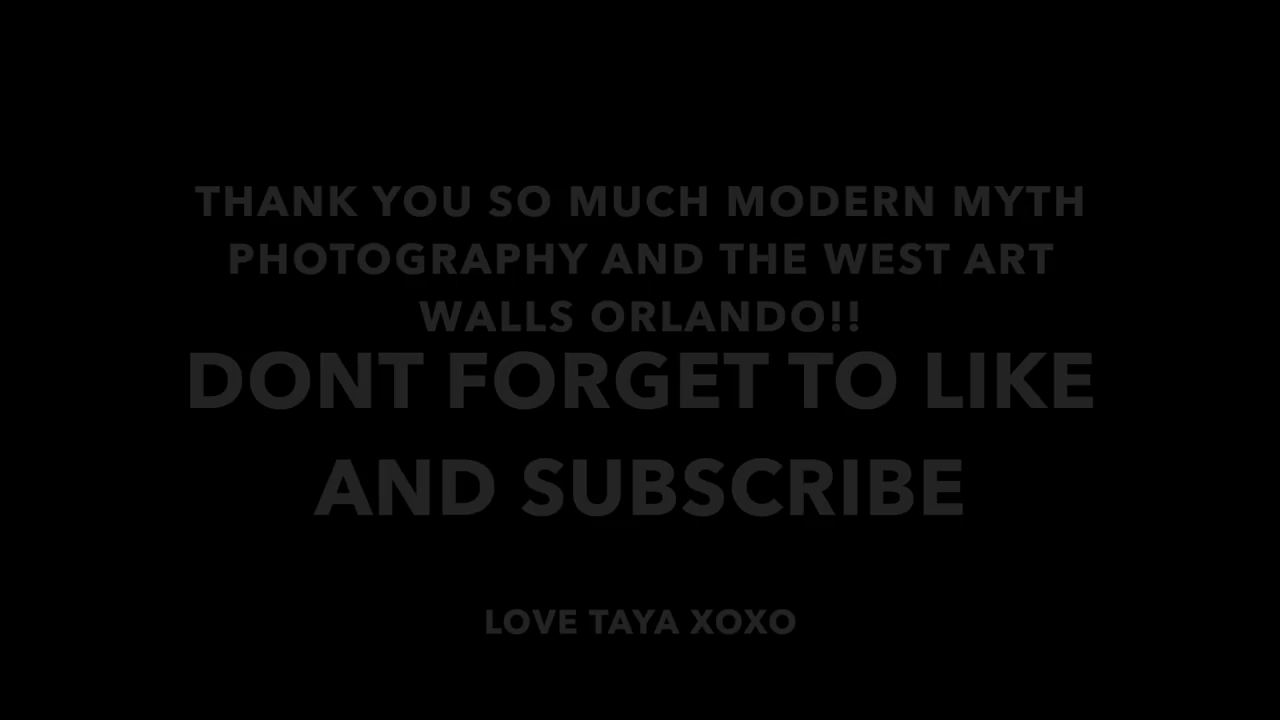 THANK YOU SO MUCH MODERN MYTH
PHOTOGRAPHY AND THE WEST ART
WALLS ORLANDO!!
DONT FORGET TO LIKE
AND SUBSCRIBE
LOVE TAYA XOXO